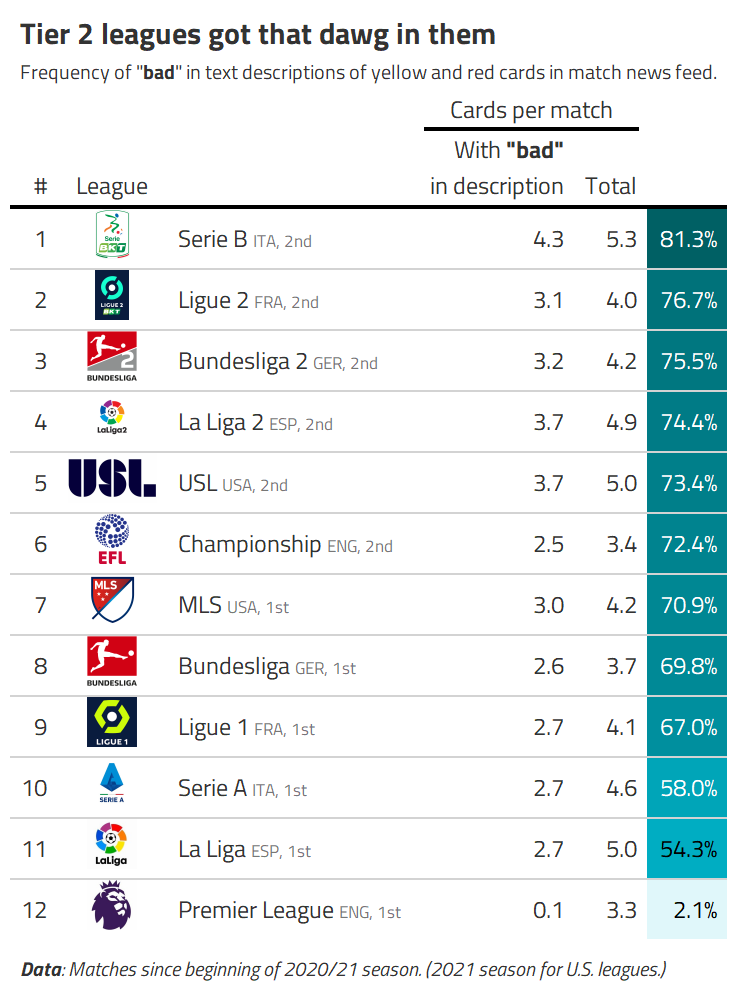 Tier 2 leagues got that dawg in them
Frequency of "bad" in text descriptions of yellow and red cards in match news feed.
Cards per match
With "bad"
# League in description Total
1 Serie BKT Serie B ITA, 2nd 4.3 5.3 81.3%
2 LIGUE 2 BKT Ligue 2 FRA, 2nd 3.1 4.0 76.7%
3 2 BUNDESLIGA Bundesliga 2 GER, 2nd 3.2 4.2 75.5%
4 LaLiga2 La Liga 2 ESP, 2nd 3.7 4.9 74.4%
5 USL USL USA, 2nd 3.7 5.0 73.4%
6 EFL Championship ENG, 2nd 2.5 3.4 72.4%
7 MLS MLS USA, 1st 3.0 4.2 70.9%
8 BUNDESLIGA Bundesliga GER, 1st 2.6 3.7 69.8%
9 LIGUE 1 Ligue 1 FRA, 1st 2.7 4.1 67.0%
10 SERIE A Serie A ITA, 1st 2.7 4.6 58.0%
11 LaLiga La Liga ESP, 1st 2.7 5.0 54.3%
12 Premier League ENG, 1st 0.1 3.3 2.1%
Data: Matches since beginning of 2020/21 season. (2021 season for U.S. leagues.)